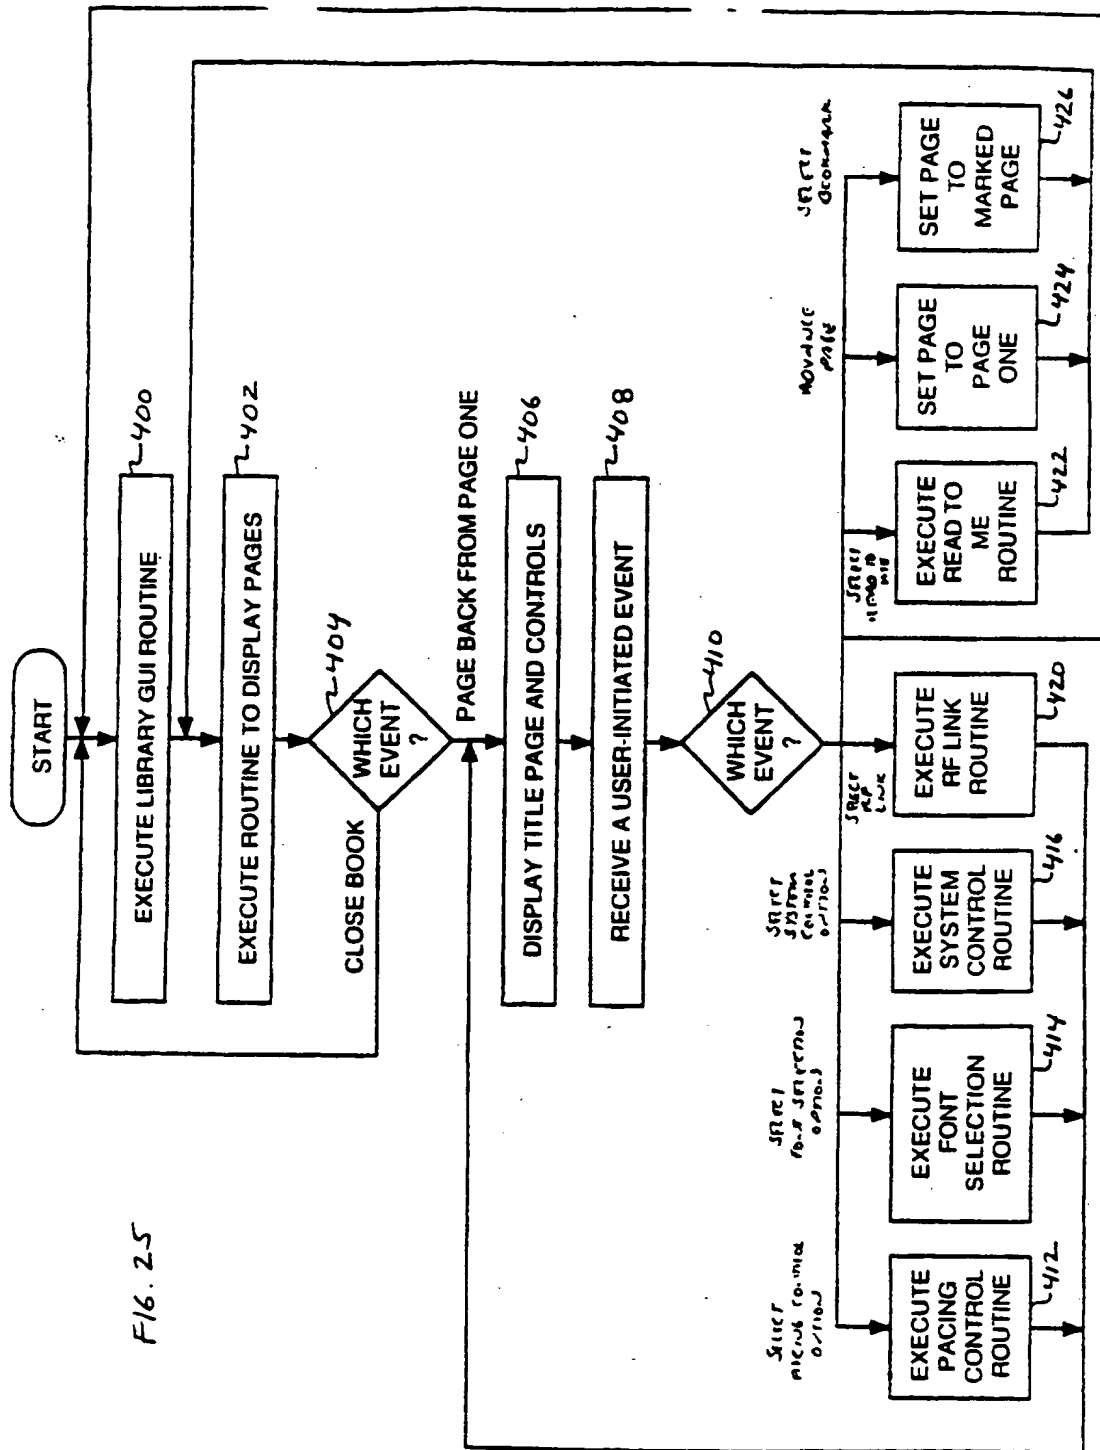 FIG. 25
START
EXECUTE LIBRARY GUI ROUTINE
400
EXECUTE ROUTINE TO DISPLAY PAGES
402
WHICH
EVENT
?
404
CLOSE BOOK
PAGE BACK FROM PAGE ONE
DISPLAY TITLE PAGE AND CONTROLS
406
RECEIVE A USER-INITIATED EVENT
408
WHICH
EVENT
?
410
SELECT
PACING CONTROL
OPTION
EXECUTE
PACING
CONTROL
ROUTINE
412
SELECT
FONT SELECTION
OPTIONS
EXECUTE
FONT
SELECTION
ROUTINE
414
SELECT
SYSTEM
CONTROL
OPTIONS
EXECUTE
SYSTEM
CONTROL
ROUTINE
416
SELECT
RF
LINK
EXECUTE
RF LINK
ROUTINE
420
SELECT
READ TO
ME
EXECUTE
READ TO
ME
ROUTINE
422
ADVANCE
PAGE
SET PAGE
TO
PAGE
ONE
424
SELECT
BOOKMARK
SET PAGE
TO
MARKED
PAGE
426